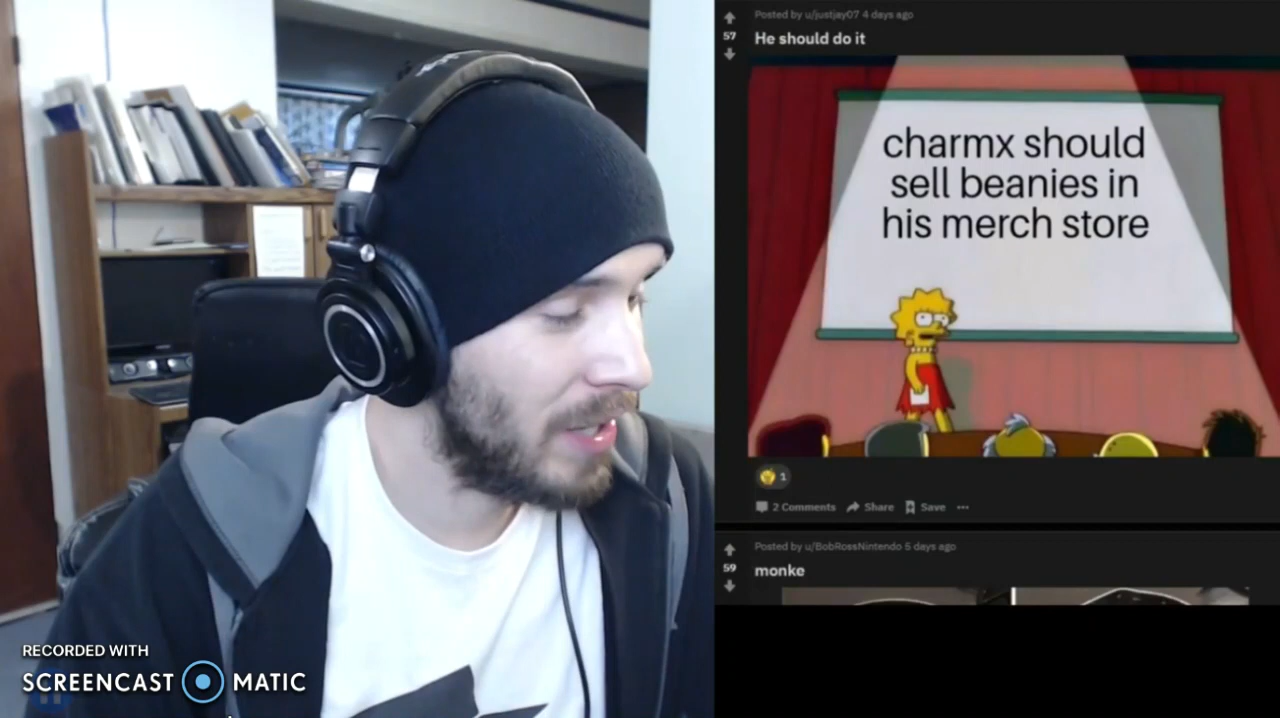 Posted by u/justjay07 4 days ago
57
He should do it
charmx should
sell beanies in
his merch store
1
2 Comments Share Save
Posted by u/BobRossNintendo 5 days ago
59
monke
RECORDED WITH
SCREENCAST MATIC